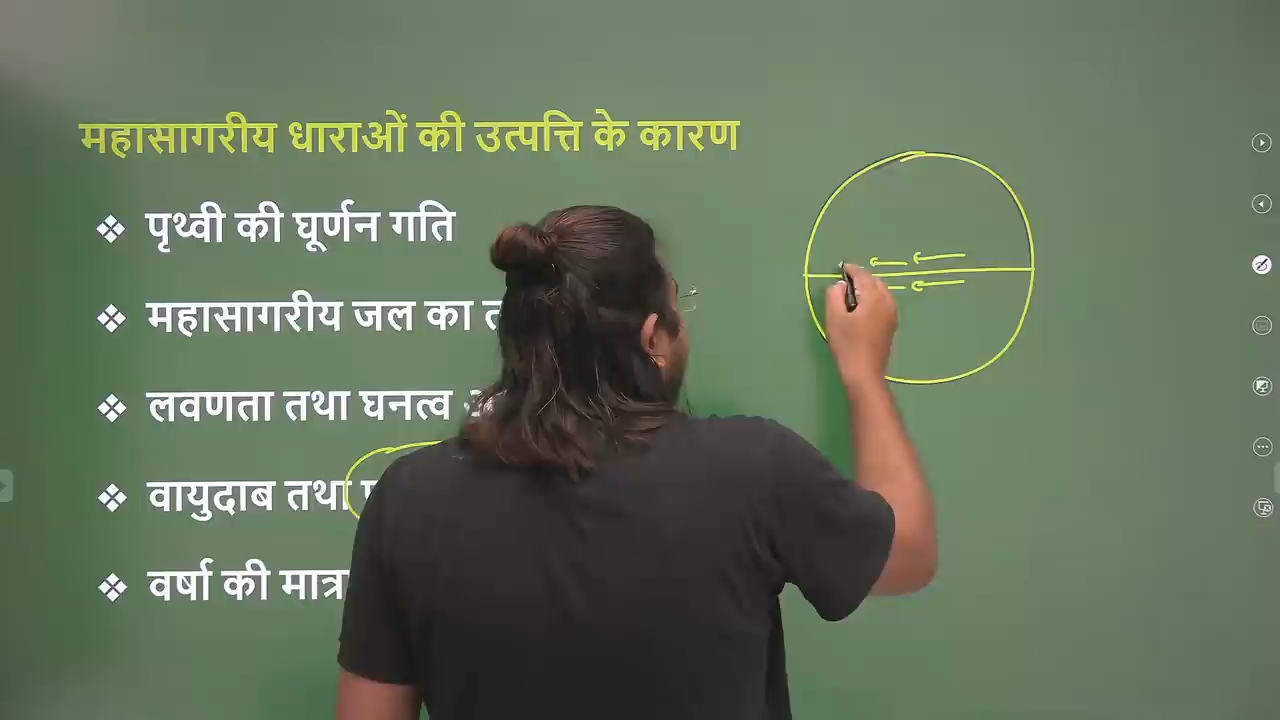 महासागरीय धाराओं की उत्पत्ति के कारण
❖ पृथ्वी की घूर्णन गति
❖ महासागरीय जल का
❖ लवणता तथा घनत्व
❖ वायुदाब तथा
❖ वर्षा की